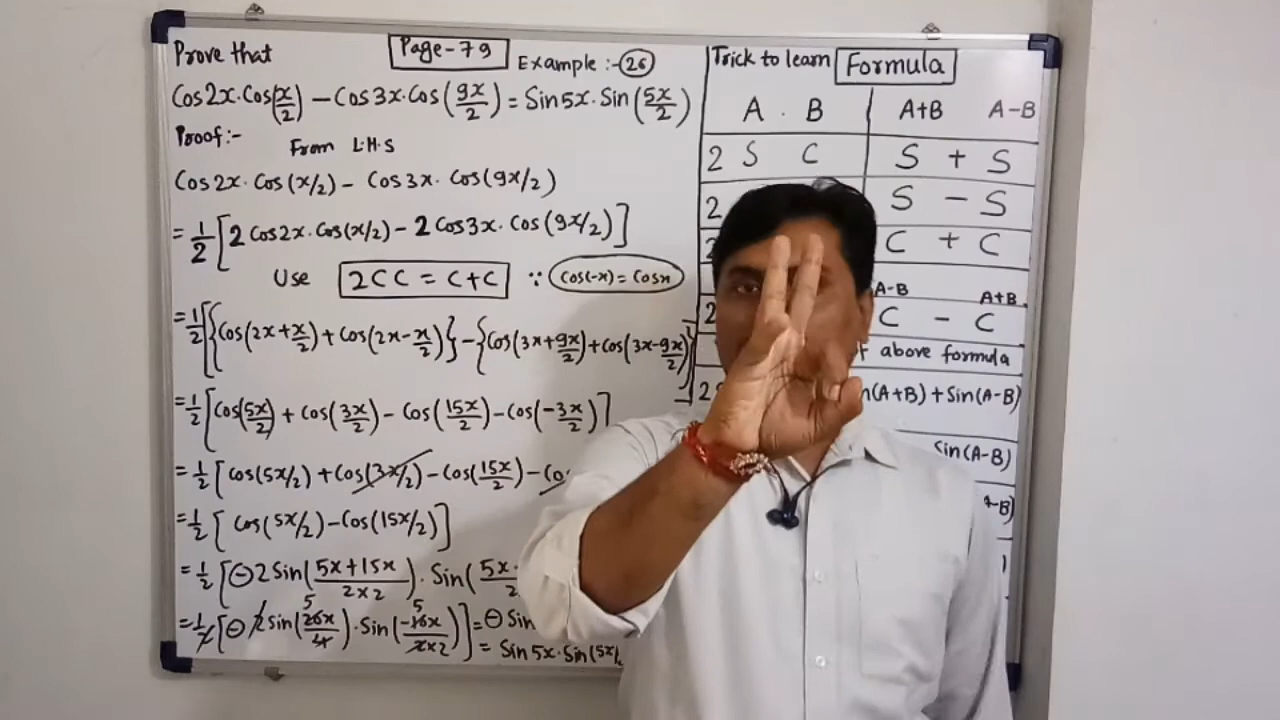 Prove that
Page-79
Example :- 26
Cos2x.Cos(x/2) - Cos3x.Cos(9x/2) = Sin5x.Sin(5x/2)
Proof:-
From L.H.S
Cos2x.Cos(x/2) - Cos3x.Cos(9x/2)
= 1/2 [2 Cos2x.Cos(x/2) - 2 Cos3x.Cos(9x/2)]
Use 2CC = C+C ∵ Cos(-x) = Cosx
= 1/2 [{Cos(2x+x/2) + Cos(2x-x/2)} - {Cos(3x+9x/2) + Cos(3x-9x/2)}]
= 1/2 [Cos(5x/2) + Cos(3x/2) - Cos(15x/2) - Cos(-3x/2)]
= 1/2 [Cos(5x/2) + Cos(3x/2) - Cos(15x/2) -
= 1/2 [Cos(5x/2) - Cos(15x/2)]
= 1/2 [⊖2Sin(5x+15x/2×2). Sin(5x
= 1/2 [⊖2Sin(20x/4).Sin(-10x/2×2)] = ⊖Sin
= Sin5x.Sin(5x/2
Trick to learn Formula
A . B A+B A-B
2 S C S + S
2 S - S
C + C
A-B A+B
2 C - C
above formula
2 (A+B) + Sin(A-B)
Sin(A-B)
-B)